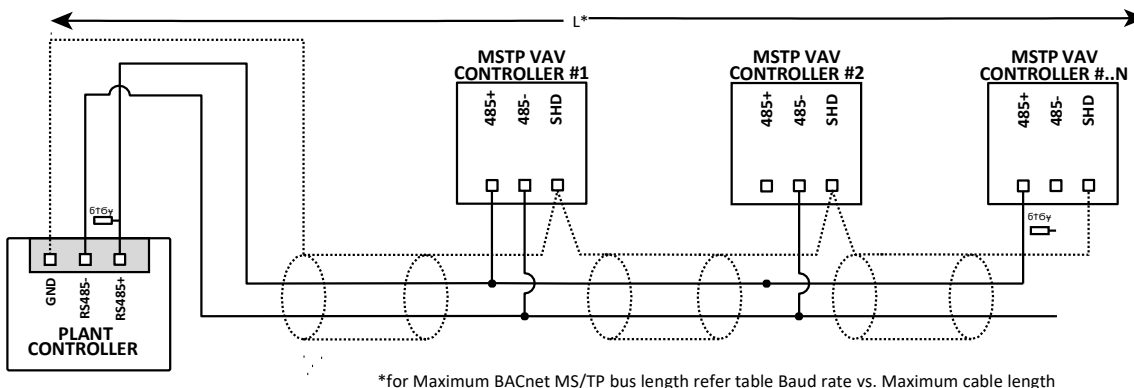 L*
MSTP VAV
CONTROLLER #1
485+
485-
SHD
MSTP VAV
CONTROLLER #2
485+
485-
SHD
MSTP VAV
CONTROLLER #..N
485+
485-
SHD
GND
RS485-
RS485+
PLANT
CONTROLLER
*for Maximum BACnet MS/TP bus length refer table Baud rate vs. Maximum cable length